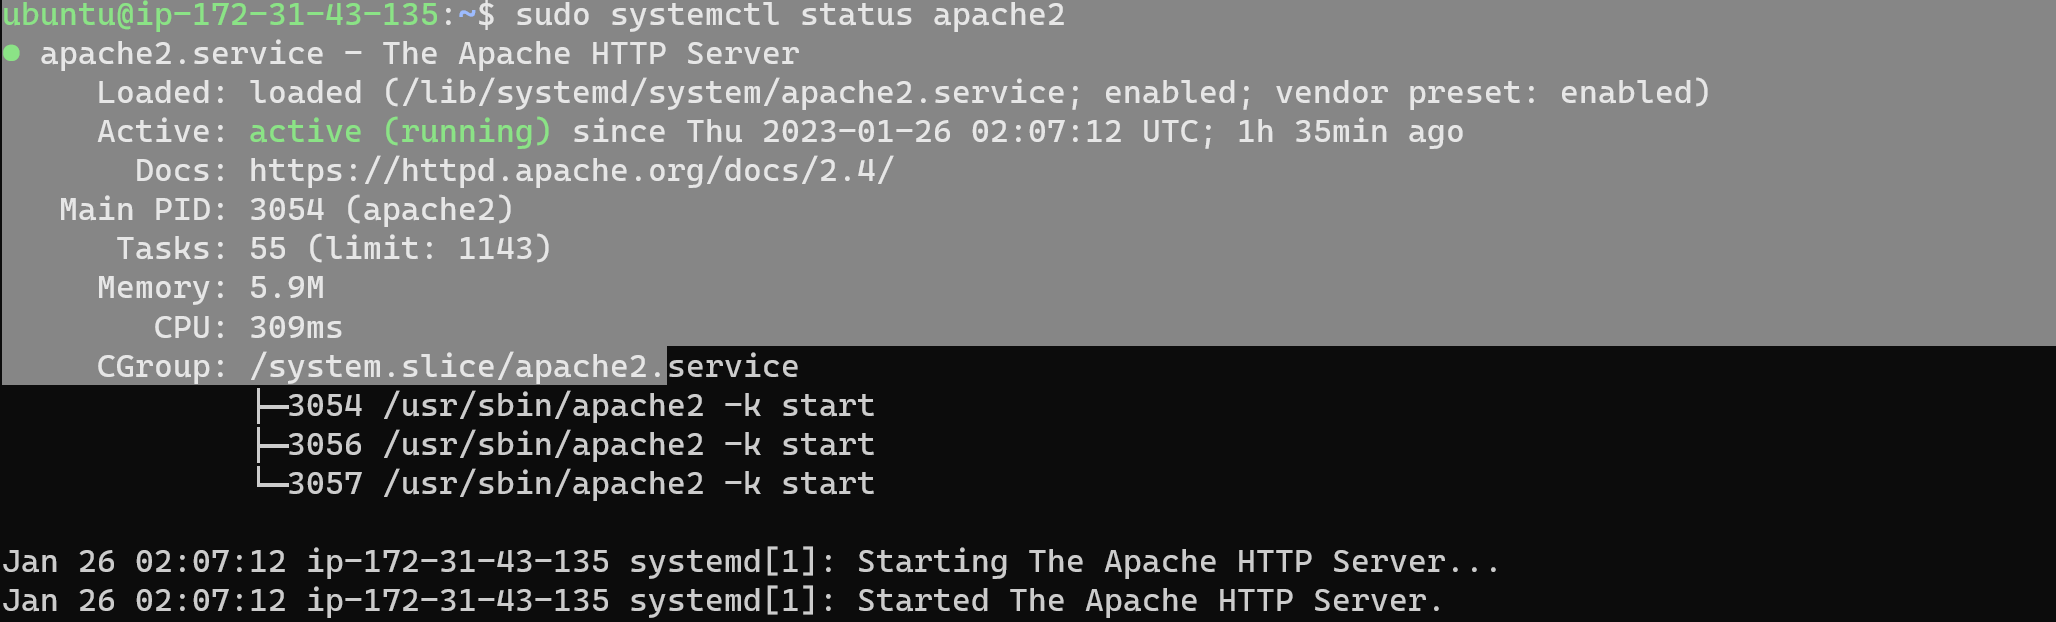 ubuntu@ip-172-31-43-135:~$ sudo systemctl status apache2
● apache2.service - The Apache HTTP Server
     Loaded: loaded (/lib/systemd/system/apache2.service; enabled; vendor preset: enabled)
     Active: active (running) since Thu 2023-01-26 02:07:12 UTC; 1h 35min ago
       Docs: https://httpd.apache.org/docs/2.4/
   Main PID: 3054 (apache2)
      Tasks: 55 (limit: 1143)
     Memory: 5.9M
        CPU: 309ms
     CGroup: /system.slice/apache2.service
             ├─3054 /usr/sbin/apache2 -k start
             ├─3056 /usr/sbin/apache2 -k start
             └─3057 /usr/sbin/apache2 -k start

Jan 26 02:07:12 ip-172-31-43-135 systemd[1]: Starting The Apache HTTP Server...
Jan 26 02:07:12 ip-172-31-43-135 systemd[1]: Started The Apache HTTP Server.